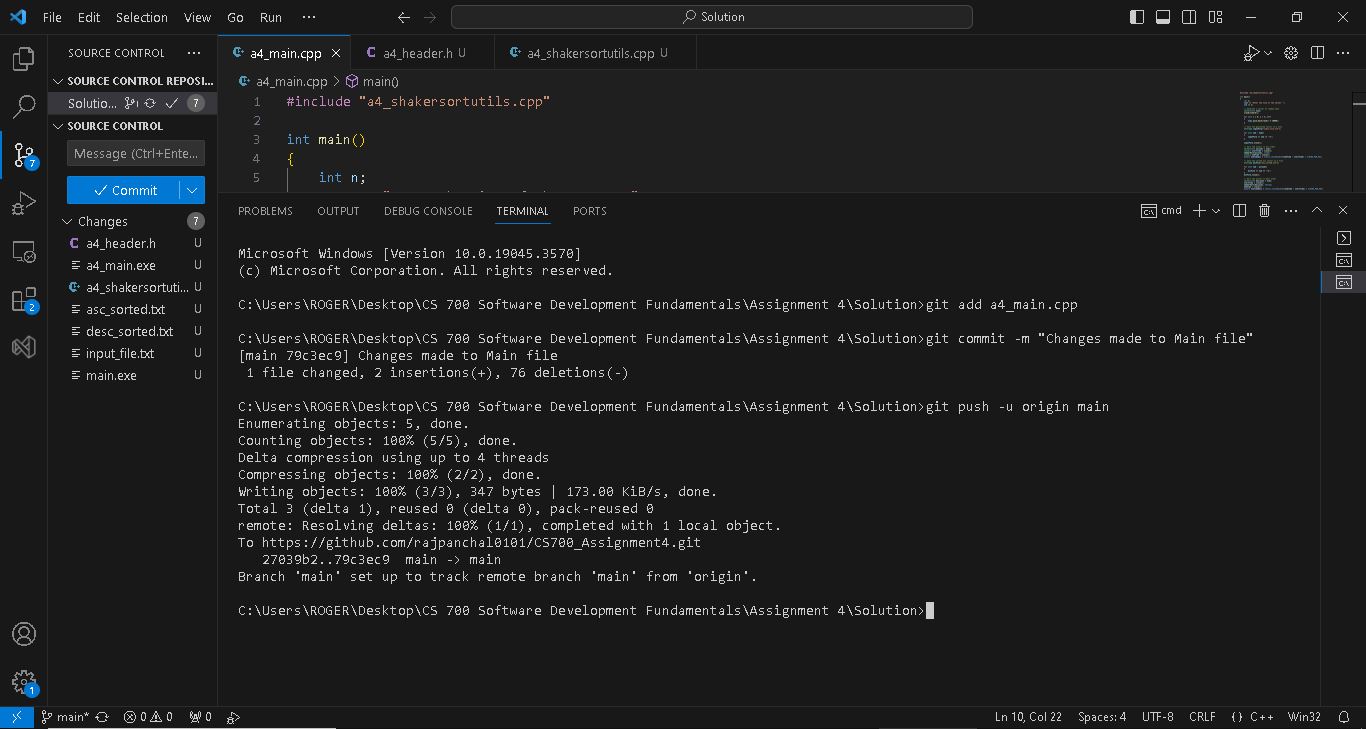 File Edit Selection View Go Run ··· Solution
SOURCE CONTROL ···
SOURCE CONTROL REPOSI...
Solutio... 7
SOURCE CONTROL
Message (Ctrl+Ente...
Commit
Changes 7
a4_header.h U
a4_main.exe U
a4_shakersortuti... U
asc_sorted.txt U
desc_sorted.txt U
input_file.txt U
main.exe U
7
2
1
a4_main.cpp a4_header.h U a4_shakersortutils.cpp U
a4_main.cpp > main()
1 #include "a4_shakersortutils.cpp"
2
3 int main()
4 {
5 int n;
PROBLEMS OUTPUT DEBUG CONSOLE TERMINAL PORTS cmd
Microsoft Windows [Version 10.0.19045.3570]
(c) Microsoft Corporation. All rights reserved.
C:\Users\ROGER\Desktop\CS 700 Software Development Fundamentals\Assignment 4\Solution>git add a4_main.cpp
C:\Users\ROGER\Desktop\CS 700 Software Development Fundamentals\Assignment 4\Solution>git commit -m "Changes made to Main file"
[main 79c3ec9] Changes made to Main file
1 file changed, 2 insertions(+), 76 deletions(-)
C:\Users\ROGER\Desktop\CS 700 Software Development Fundamentals\Assignment 4\Solution>git push -u origin main
Enumerating objects: 5, done.
Counting objects: 100% (5/5), done.
Delta compression using up to 4 threads
Compressing objects: 100% (2/2), done.
Writing objects: 100% (3/3), 347 bytes | 173.00 KiB/s, done.
Total 3 (delta 1), reused 0 (delta 0), pack-reused 0
remote: Resolving deltas: 100% (1/1), completed with 1 local object.
To https://github.com/rajpanchal0101/CS700_Assignment4.git
27039b2..79c3ec9 main -> main
Branch 'main' set up to track remote branch 'main' from 'origin'.
C:\Users\ROGER\Desktop\CS 700 Software Development Fundamentals\Assignment 4\Solution>
main* 0 0 0 Ln 10, Col 22 Spaces: 4 UTF-8 CRLF {} C++ Win32